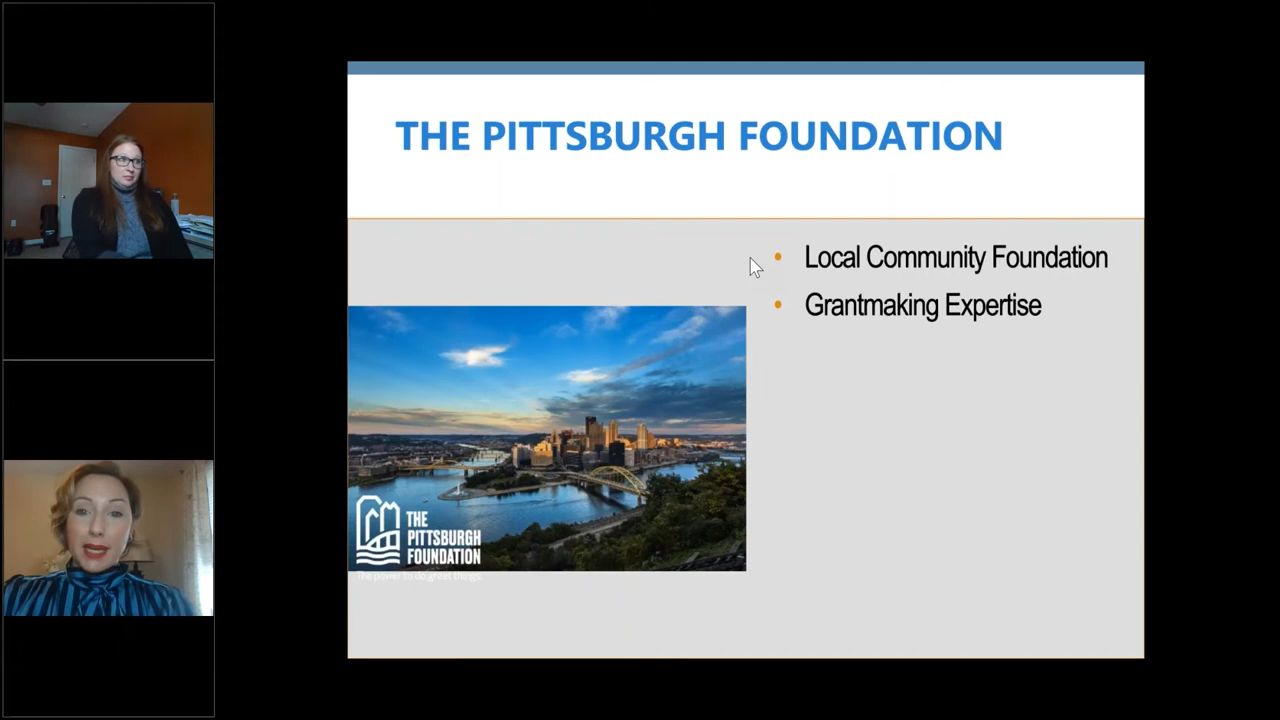 THE PITTSBURGH FOUNDATION
• Local Community Foundation
• Grantmaking Expertise
THE
PITTSBURGH
FOUNDATION
The power to do great things.